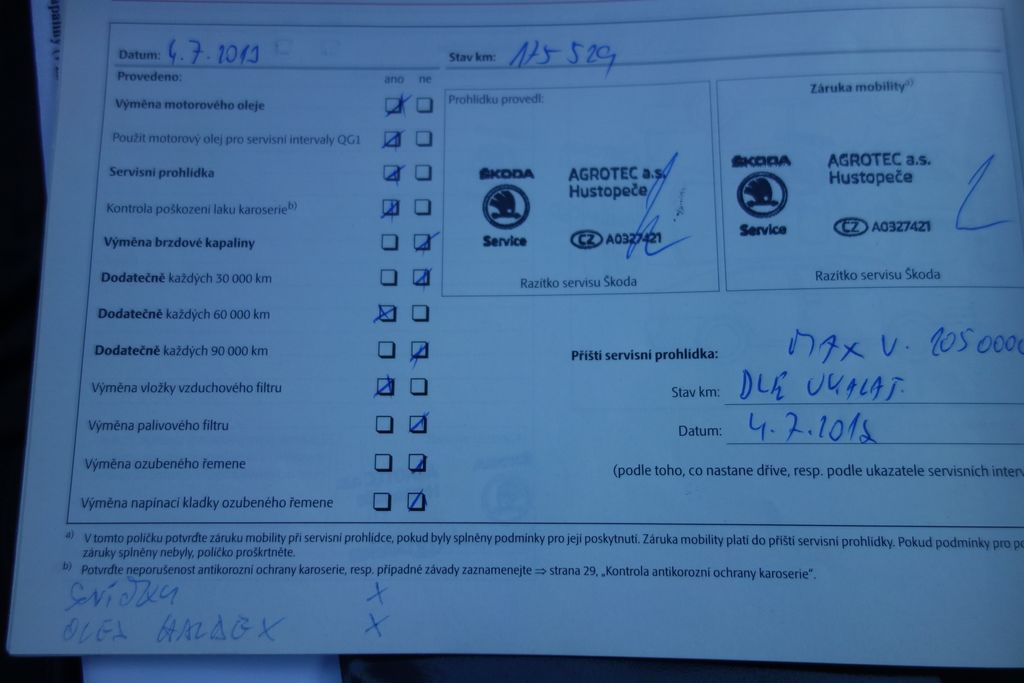 Datum: 4.7.2013 Stav km: 175 529
Provedeno: ano ne
Výměna motorového oleje
Použit motorový olej pro servisní intervaly QG1
Servisní prohlídka
Kontrola poškození laku karoserie b)
Výměna brzdové kapaliny
Dodatečně každých 30 000 km
Dodatečně každých 60 000 km
Dodatečně každých 90 000 km
Výměna vložky vzduchového filtru
Výměna palivového filtru
Výměna ozubeného řemene
Výměna napínací kladky ozubeného řemene
Prohlídku provedl:
ŠKODA AGROTEC a.s.
Hustopeče
Service CZ A0327421
Razítko servisu Škoda
Záruka mobility a)
ŠKODA AGROTEC a.s.
Hustopeče
Service CZ A0327421
Razítko servisu Škoda
Příští servisní prohlídka: MAX V. 205000
Stav km: DLE UKAZAT.
Datum: 4.7.201
(podle toho, co nastane dříve, resp. podle ukazatele servisních
a) V tomto políčku potvrďte záruku mobility při servisní prohlídce, pokud byly splněny podmínky pro její poskytnutí. Záruka mobility platí do příští servisní prohlídky. Pokud podmínky pro
záruky splněny nebyly, políčko proškrtněte.
b) Potvrďte neporušenost antikorozní ochrany karoserie, resp. případné závady zaznamenejte ⇒ strana 29, „Kontrola antikorozní ochrany karoserie“.
X
OLEJ HALDEX X